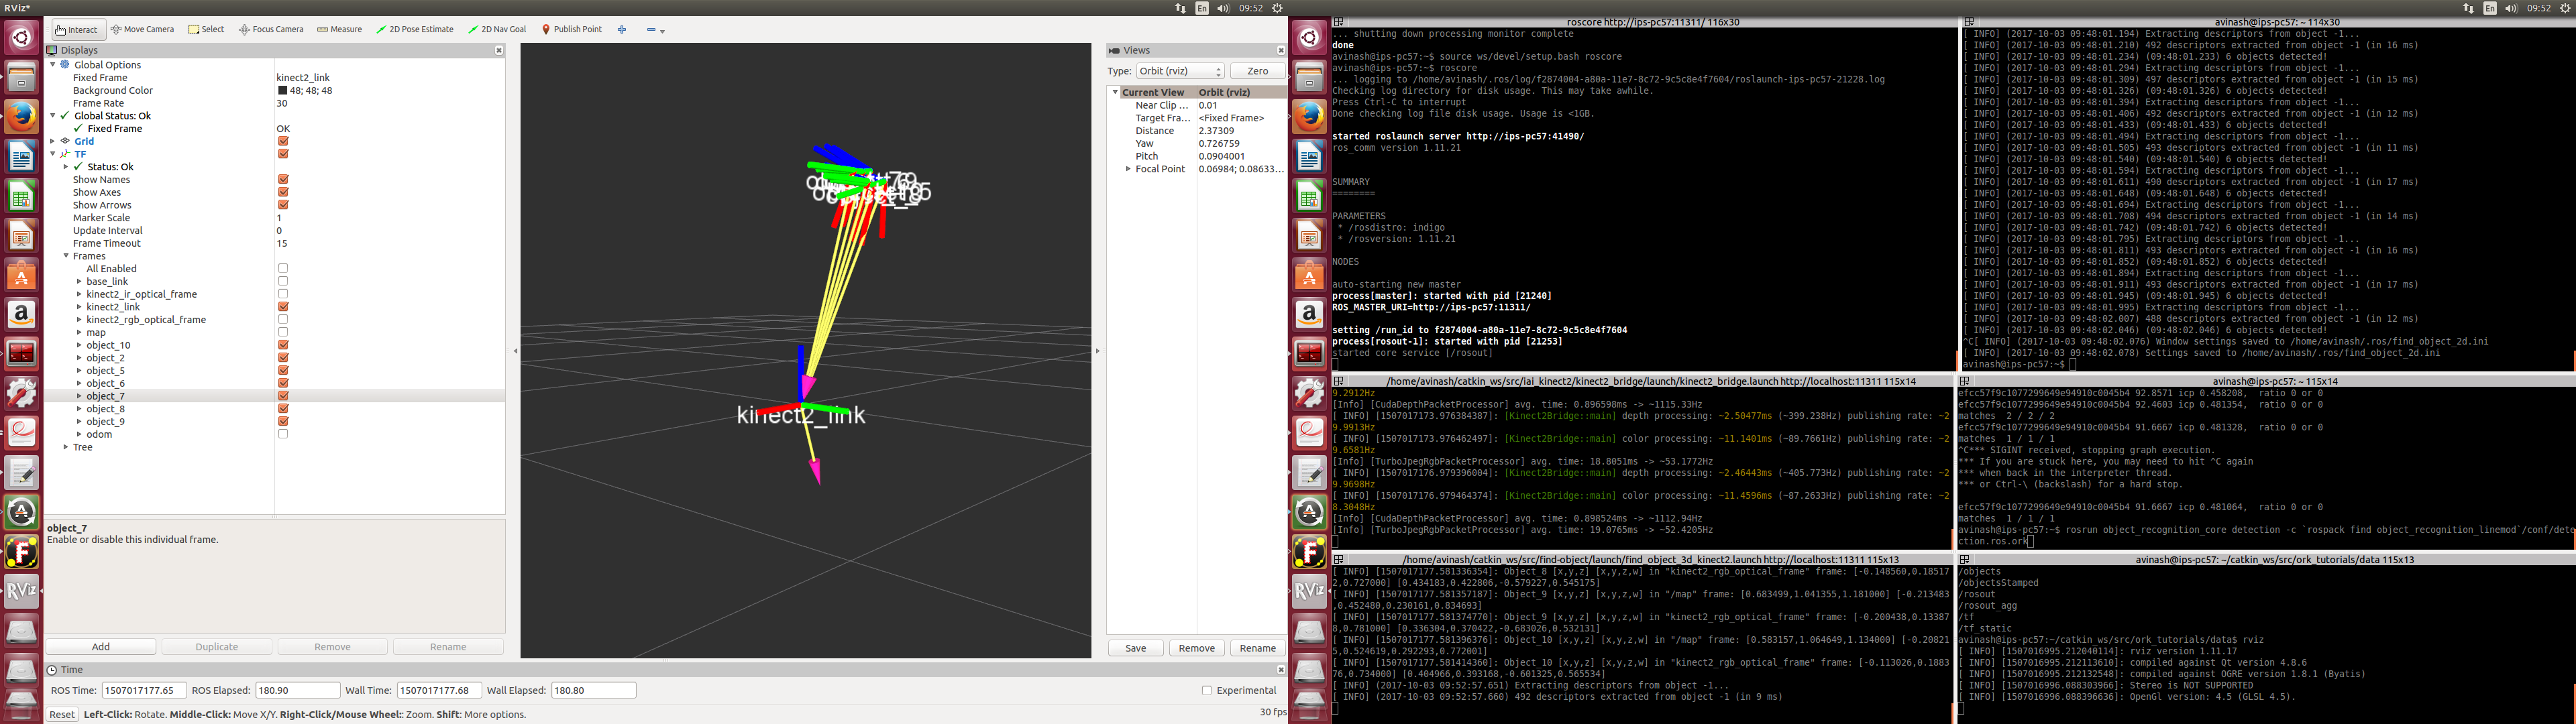 RViz*
En
09:52
En
09:52
Interact
Move Camera
Select
Focus Camera
Measure
2D Pose Estimate
2D Nav Goal
Publish Point
Displays
Global Options
Fixed Frame kinect2_link
Background Color 48; 48; 48
Frame Rate 30
Global Status: Ok
Fixed Frame OK
Grid
TF
Status: Ok
Show Names
Show Axes
Show Arrows
Marker Scale 1
Update Interval 0
Frame Timeout 15
Frames
All Enabled
base_link
kinect2_ir_optical_frame
kinect2_link
kinect2_rgb_optical_frame
map
object_10
object_2
object_5
object_6
object_7
object_8
object_9
odom
Tree
object_7
Enable or disable this individual frame.
Add Duplicate Remove Rename
kinect2_link
Views
Type: Orbit (rviz) Zero
Current View Orbit (rviz)
Near Clip ... 0.01
Target Fra... <Fixed Frame>
Distance 2.37309
Yaw 0.726759
Pitch 0.0904001
Focal Point 0.06984; 0.08633...
Save Remove Rename
Time
ROS Time: 1507017177.65 ROS Elapsed: 180.90 Wall Time: 1507017177.68 Wall Elapsed: 180.80 Experimental
Reset Left-Click: Rotate. Middle-Click: Move X/Y. Right-Click/Mouse Wheel:: Zoom. Shift: More options. 30 fps
roscore http://ips-pc57:11311/ 116x30
... shutting down processing monitor complete
done
avinash@ips-pc57:~$ source ws/devel/setup.bash roscore
avinash@ips-pc57:~$ roscore
... logging to /home/avinash/.ros/log/f2874004-a80a-11e7-8c72-9c5c8e4f7604/roslaunch-ips-pc57-21228.log
Checking log directory for disk usage. This may take awhile.
Press Ctrl-C to interrupt
Done checking log file disk usage. Usage is <1GB.
started roslaunch server http://ips-pc57:41490/
ros_comm version 1.11.21
SUMMARY
========
PARAMETERS
* /rosdistro: indigo
* /rosversion: 1.11.21
NODES
auto-starting new master
process[master]: started with pid [21240]
ROS_MASTER_URI=http://ips-pc57:11311/
setting /run_id to f2874004-a80a-11e7-8c72-9c5c8e4f7604
process[rosout-1]: started with pid [21253]
started core service [/rosout]
avinash@ips-pc57: ~ 114x30
[ INFO] (2017-10-03 09:48:01.194) Extracting descriptors from object -1...
[ INFO] (2017-10-03 09:48:01.210) 492 descriptors extracted from object -1 (in 16 ms)
[ INFO] (2017-10-03 09:48:01.234) (09:48:01.233) 6 objects detected!
[ INFO] (2017-10-03 09:48:01.294) Extracting descriptors from object -1...
[ INFO] (2017-10-03 09:48:01.309) 497 descriptors extracted from object -1 (in 15 ms)
[ INFO] (2017-10-03 09:48:01.326) (09:48:01.326) 6 objects detected!
[ INFO] (2017-10-03 09:48:01.394) Extracting descriptors from object -1...
[ INFO] (2017-10-03 09:48:01.406) 492 descriptors extracted from object -1 (in 12 ms)
[ INFO] (2017-10-03 09:48:01.433) (09:48:01.433) 6 objects detected!
[ INFO] (2017-10-03 09:48:01.494) Extracting descriptors from object -1...
[ INFO] (2017-10-03 09:48:01.505) 493 descriptors extracted from object -1 (in 11 ms)
[ INFO] (2017-10-03 09:48:01.540) (09:48:01.540) 6 objects detected!
[ INFO] (2017-10-03 09:48:01.594) Extracting descriptors from object -1...
[ INFO] (2017-10-03 09:48:01.611) 490 descriptors extracted from object -1 (in 17 ms)
[ INFO] (2017-10-03 09:48:01.648) (09:48:01.648) 6 objects detected!
[ INFO] (2017-10-03 09:48:01.694) Extracting descriptors from object -1...
[ INFO] (2017-10-03 09:48:01.708) 494 descriptors extracted from object -1 (in 14 ms)
[ INFO] (2017-10-03 09:48:01.742) (09:48:01.742) 6 objects detected!
[ INFO] (2017-10-03 09:48:01.795) Extracting descriptors from object -1...
[ INFO] (2017-10-03 09:48:01.811) 493 descriptors extracted from object -1 (in 16 ms)
[ INFO] (2017-10-03 09:48:01.852) (09:48:01.852) 6 objects detected!
[ INFO] (2017-10-03 09:48:01.894) Extracting descriptors from object -1...
[ INFO] (2017-10-03 09:48:01.911) 493 descriptors extracted from object -1 (in 17 ms)
[ INFO] (2017-10-03 09:48:01.945) (09:48:01.945) 6 objects detected!
[ INFO] (2017-10-03 09:48:01.995) Extracting descriptors from object -1...
[ INFO] (2017-10-03 09:48:02.007) 488 descriptors extracted from object -1 (in 12 ms)
[ INFO] (2017-10-03 09:48:02.046) (09:48:02.046) 6 objects detected!
^C[ INFO] (2017-10-03 09:48:02.076) Window settings saved to /home/avinash/.ros/find_object_2d.ini
[ INFO] (2017-10-03 09:48:02.078) Settings saved to /home/avinash/.ros/find_object_2d.ini
avinash@ips-pc57:~$
/home/avinash/catkin_ws/src/iai_kinect2/kinect2_bridge/launch/kinect2_bridge.launch http://localhost:11311 115x14
9.2912Hz
[Info] [CudaDepthPacketProcessor] avg. time: 0.896598ms -> ~1115.33Hz
[ INFO] [1507017173.976384387]: [Kinect2Bridge::main] depth processing: ~2.50477ms (~399.238Hz) publishing rate: ~2
9.9913Hz
[ INFO] [1507017173.976462497]: [Kinect2Bridge::main] color processing: ~11.1401ms (~89.7661Hz) publishing rate: ~2
9.6581Hz
[Info] [TurboJpegRgbPacketProcessor] avg. time: 18.8051ms -> ~53.1772Hz
[ INFO] [1507017176.979396004]: [Kinect2Bridge::main] depth processing: ~2.46443ms (~405.773Hz) publishing rate: ~2
9.9698Hz
[ INFO] [1507017176.979464374]: [Kinect2Bridge::main] color processing: ~11.4596ms (~87.2633Hz) publishing rate: ~2
8.3048Hz
[Info] [CudaDepthPacketProcessor] avg. time: 0.898524ms -> ~1112.94Hz
[Info] [TurboJpegRgbPacketProcessor] avg. time: 19.0765ms -> ~52.4205Hz
avinash@ips-pc57: ~ 115x14
efcc57f9c1077299649e94910c0045b4 92.8571 icp 0.458208, ratio 0 or 0
efcc57f9c1077299649e94910c0045b4 92.4603 icp 0.481354, ratio 0 or 0
matches 2 / 2 / 2
efcc57f9c1077299649e94910c0045b4 91.6667 icp 0.481328, ratio 0 or 0
matches 1 / 1 / 1
^C*** SIGINT received, stopping graph execution.
*** If you are stuck here, you may need to hit ^C again
*** when back in the interpreter thread.
*** or Ctrl-\ (backslash) for a hard stop.
efcc57f9c1077299649e94910c0045b4 91.6667 icp 0.481064, ratio 0 or 0
matches 1 / 1 / 1
avinash@ips-pc57:~$ rosrun object_recognition_core detection -c `rospack find object_recognition_linemod`/conf/dete
ction.ros.ork
/home/avinash/catkin_ws/src/find-object/launch/find_object_3d_kinect2.launch http://localhost:11311 115x13
[ INFO] [1507017177.581336354]: Object_8 [x,y,z] [x,y,z,w] in "kinect2_rgb_optical_frame" frame: [-0.148560,0.18517
2,0.727000] [0.434183,0.422806,-0.579227,0.545175]
[ INFO] [1507017177.581357187]: Object_9 [x,y,z] [x,y,z,w] in "/map" frame: [0.683499,1.041355,1.181000] [-0.213483
,0.452480,0.230161,0.834693]
[ INFO] [1507017177.581374770]: Object_9 [x,y,z] [x,y,z,w] in "kinect2_rgb_optical_frame" frame: [-0.200438,0.13387
8,0.781000] [0.336304,0.370422,-0.683026,0.532131]
[ INFO] [1507017177.581396376]: Object_10 [x,y,z] [x,y,z,w] in "/map" frame: [0.583157,1.064649,1.134000] [-0.20821
5,0.524619,0.292293,0.772001]
[ INFO] [1507017177.581414360]: Object_10 [x,y,z] [x,y,z,w] in "kinect2_rgb_optical_frame" frame: [-0.113026,0.1883
76,0.734000] [0.404966,0.393168,-0.601325,0.565534]
[ INFO] (2017-10-03 09:52:57.651) Extracting descriptors from object -1...
[ INFO] (2017-10-03 09:52:57.660) 492 descriptors extracted from object -1 (in 9 ms)
avinash@ips-pc57: ~/catkin_ws/src/ork_tutorials/data 115x13
/objects
/objectsStamped
/rosout
/rosout_agg
/tf
/tf_static
avinash@ips-pc57:~/catkin_ws/src/ork_tutorials/data$ rviz
[ INFO] [1507016995.212040114]: rviz version 1.11.17
[ INFO] [1507016995.212113610]: compiled against Qt version 4.8.6
[ INFO] [1507016995.212132548]: compiled against OGRE version 1.8.1 (Byatis)
[ INFO] [1507016996.088303966]: Stereo is NOT SUPPORTED
[ INFO] [1507016996.088396636]: OpenGl version: 4.5 (GLSL 4.5).